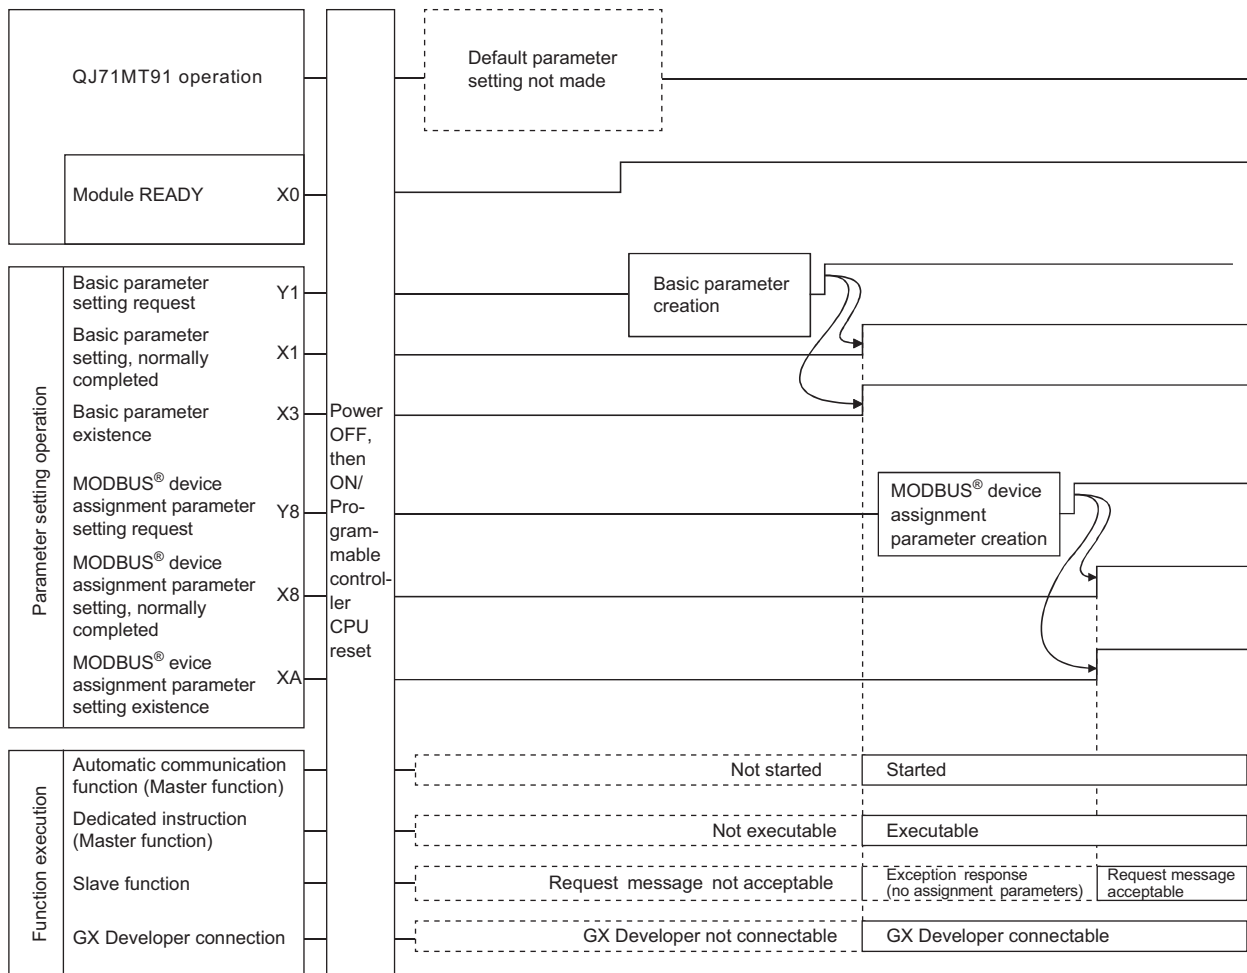 Default parameter
setting not made
QJ71MT91 operation
Module READY X0
Parameter setting operation
Basic parameter
setting request Y1
Basic parameter
creation
Basic parameter
setting, normally X1
completed
Basic parameter X3
existence
MODBUS® device
assignment parameter
setting request Y8
MODBUS® device
assignment
parameter creation
MODBUS® device
assignment parameter
setting, normally X8
completed
MODBUS® evice
assignment parameter XA
setting existence
Power
OFF,
then
ON/
Pro-
gram-
mable
control-
ler
CPU
reset
Function execution
Automatic communication
function (Master function)
Not started Started
Dedicated instruction
(Master function)
Not executable Executable
Slave function
Request message not acceptable
Exception response
(no assignment parameters)
Request message
acceptable
GX Developer connection
GX Developer not connectable GX Developer connectable